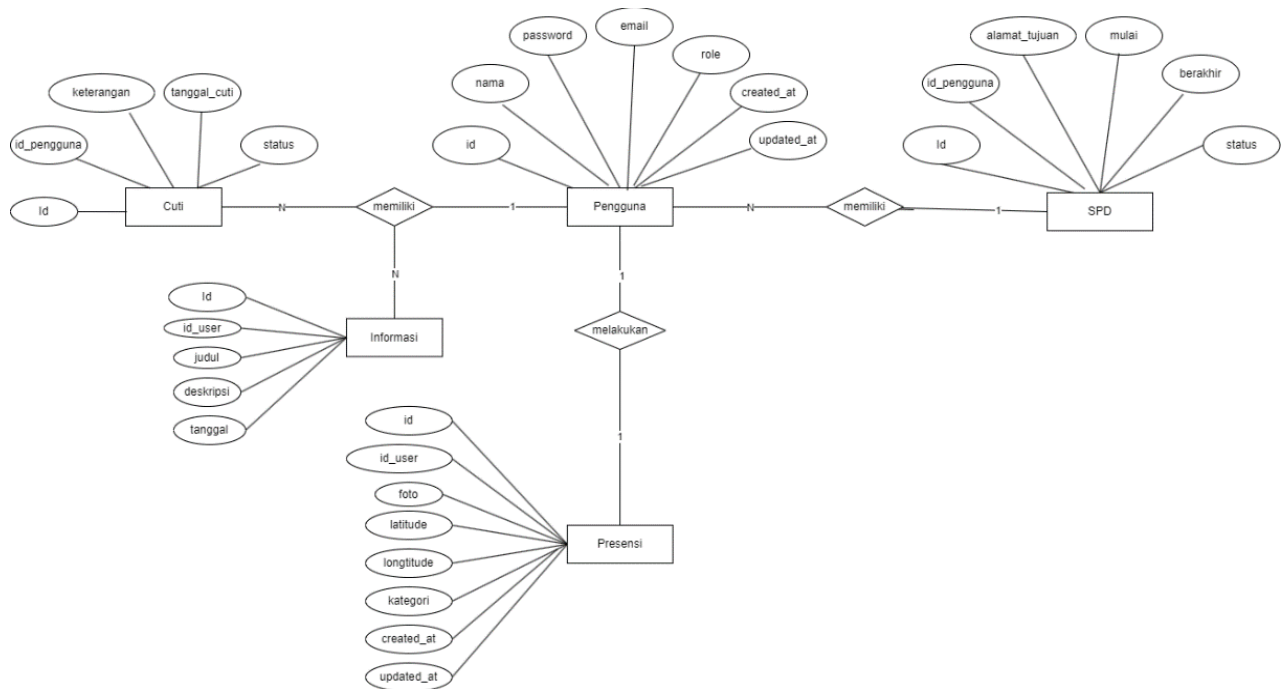 email
password
role
nama
created_at
id
updated_at
alamat_tujuan
mulai
id_pengguna
berakhir
Id
status
keterangan
tanggal_cuti
id_pengguna
status
Id
Cuti
N
memiliki
1
Pengguna
N
memiliki
1
SPD
N
1
Id
id_user
judul
deskripsi
tanggal
Informasi
melakukan
1
id
id_user
foto
latitude
longtitude
kategori
created_at
updated_at
Presensi